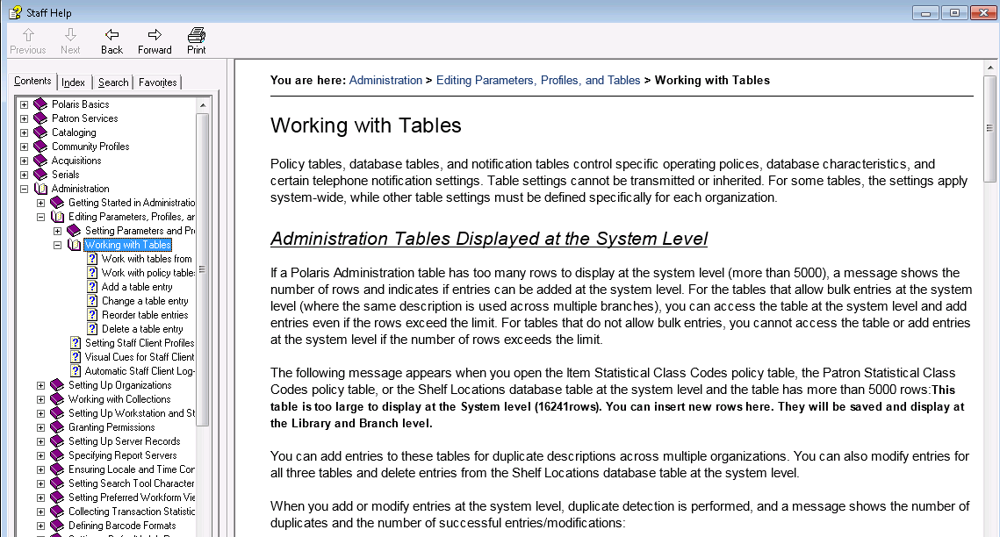 Staff Help
Previous Next Back Forward Print
Contents Index Search Favorites
Polaris Basics
Patron Services
Cataloging
Community Profiles
Acquisitions
Serials
Administration
Getting Started in Administratio
Editing Parameters, Profiles, ar
Setting Parameters and Pr
Working with Tables
Work with tables from
Work with policy table:
Add a table entry
Change a table entry
Reorder table entries
Delete a table entry
Setting Staff Client Profiles
Visual Cues for Staff Client
Automatic Staff Client Log-
Setting Up Organizations
Working with Collections
Setting Up Workstation and St
Granting Permissions
Setting Up Server Records
Specifying Report Servers
Ensuring Locale and Time Cor
Setting Search Tool Character
Setting Preferred Workform Vie
Collecting Transaction Statistic
Defining Barcode Formats
You are here: Administration > Editing Parameters, Profiles, and Tables > Working with Tables
Working with Tables
Policy tables, database tables, and notification tables control specific operating polices, database characteristics, and
certain telephone notification settings. Table settings cannot be transmitted or inherited. For some tables, the settings apply
system-wide, while other table settings must be defined specifically for each organization.
Administration Tables Displayed at the System Level
If a Polaris Administration table has too many rows to display at the system level (more than 5000), a message shows the
number of rows and indicates if entries can be added at the system level. For the tables that allow bulk entries at the system
level (where the same description is used across multiple branches), you can access the table at the system level and add
entries even if the rows exceed the limit. For tables that do not allow bulk entries, you cannot access the table or add entries
at the system level if the number of rows exceeds the limit.
The following message appears when you open the Item Statistical Class Codes policy table, the Patron Statistical Class
Codes policy table, or the Shelf Locations database table at the system level and the table has more than 5000 rows:This
table is too large to display at the System level (16241rows). You can insert new rows here. They will be saved and display at
the Library and Branch level.
You can add entries to these tables for duplicate descriptions across multiple organizations. You can also modify entries for
all three tables and delete entries from the Shelf Locations database table at the system level.
When you add or modify entries at the system level, duplicate detection is performed, and a message shows the number of
duplicates and the number of successful entries/modifications: